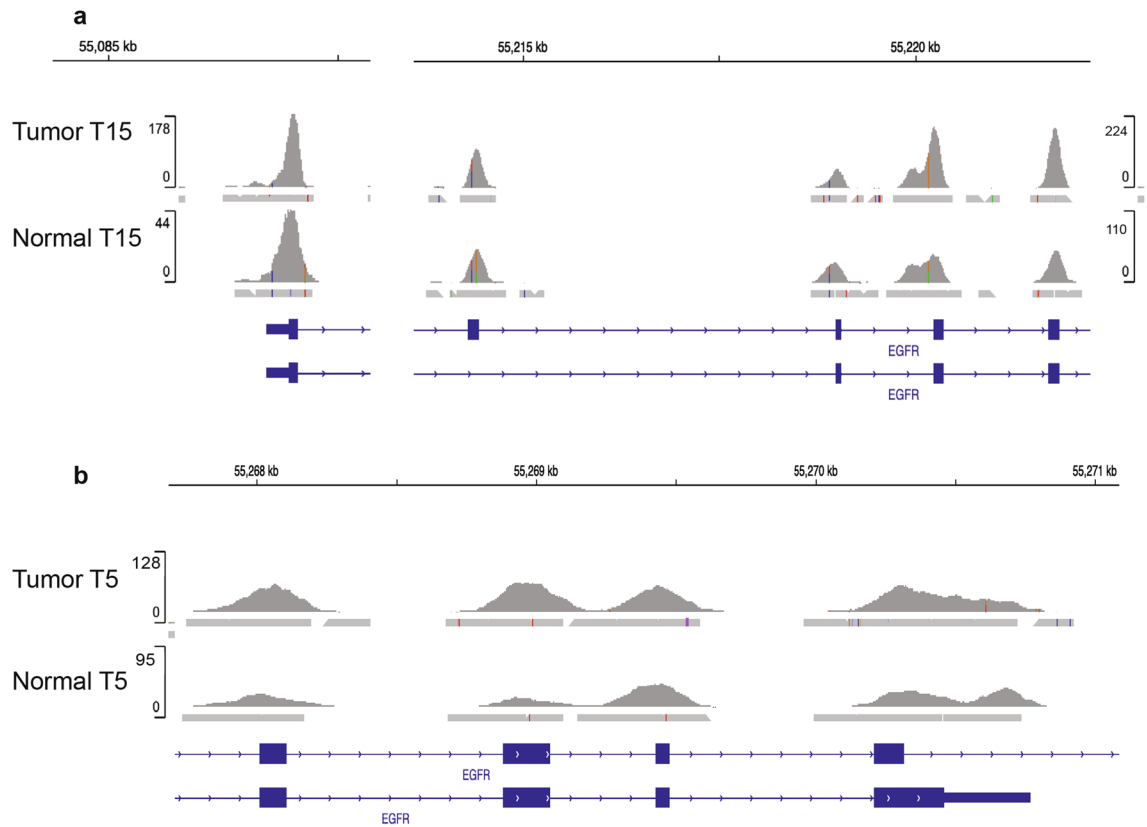 a
55,085 kb 55,215 kb 55,220 kb
Tumor T15 178 224
0 0
Normal T15 44 110
0 0
EGFR
EGFR
b
55,268 kb 55,269 kb 55,270 kb 55,271 kb
Tumor T5 128
0
Normal T5 95
0
EGFR
EGFR